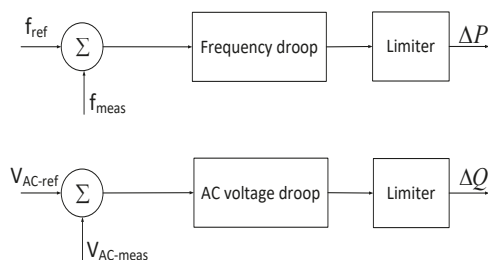 f_ref
Σ
Frequency droop
Limiter
ΔP
f_meas
V_AC-ref
Σ
AC voltage droop
Limiter
ΔQ
V_AC-meas